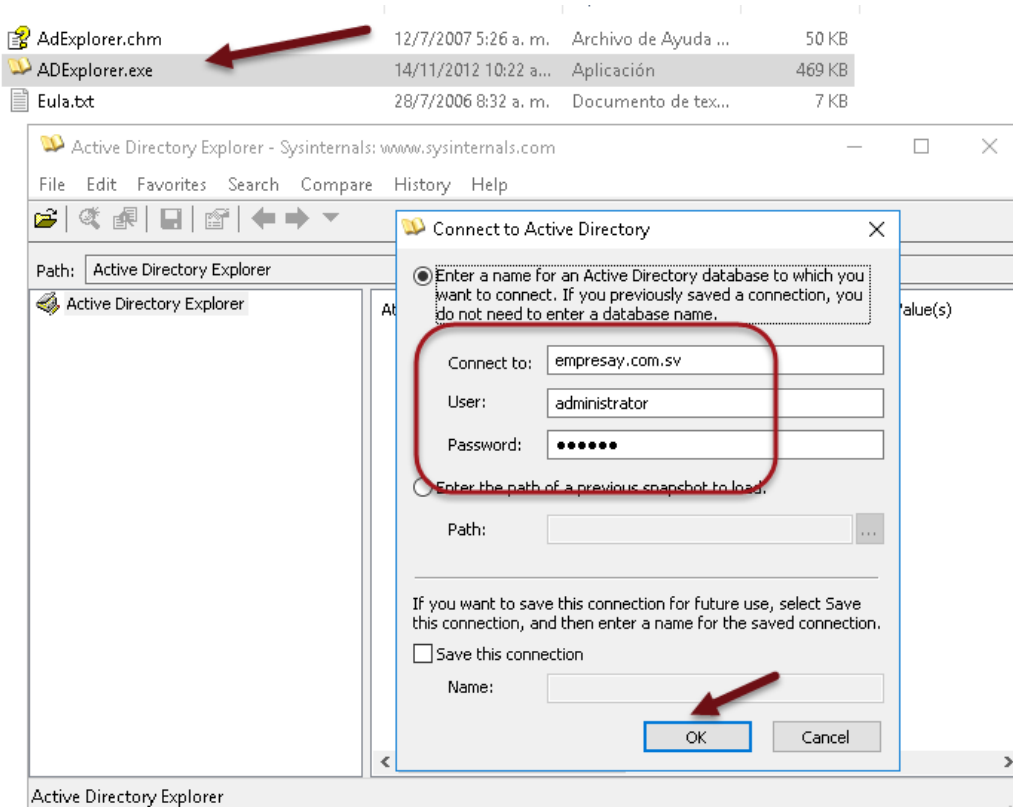 AdExplorer.chm 12/7/2007 5:26 a. m. Archivo de Ayuda ... 50 KB
ADExplorer.exe 14/11/2012 10:22 a... Aplicación 469 KB
Eula.txt 28/7/2006 8:32 a. m. Documento de tex... 7 KB
Active Directory Explorer - Sysinternals: www.sysinternals.com
File Edit Favorites Search Compare History Help
Path: Active Directory Explorer
Active Directory Explorer
At
alue(s)
Connect to Active Directory
Enter a name for an Active Directory database to which you
want to connect. If you previously saved a connection, you
do not need to enter a database name.
Connect to: empresay.com.sv
User: administrator
Password: ●●●●●●
Enter the path of a previous snapshot to load.
Path: ...
If you want to save this connection for future use, select Save
this connection, and then enter a name for the saved connection.
Save this connection
Name:
OK Cancel
Active Directory Explorer